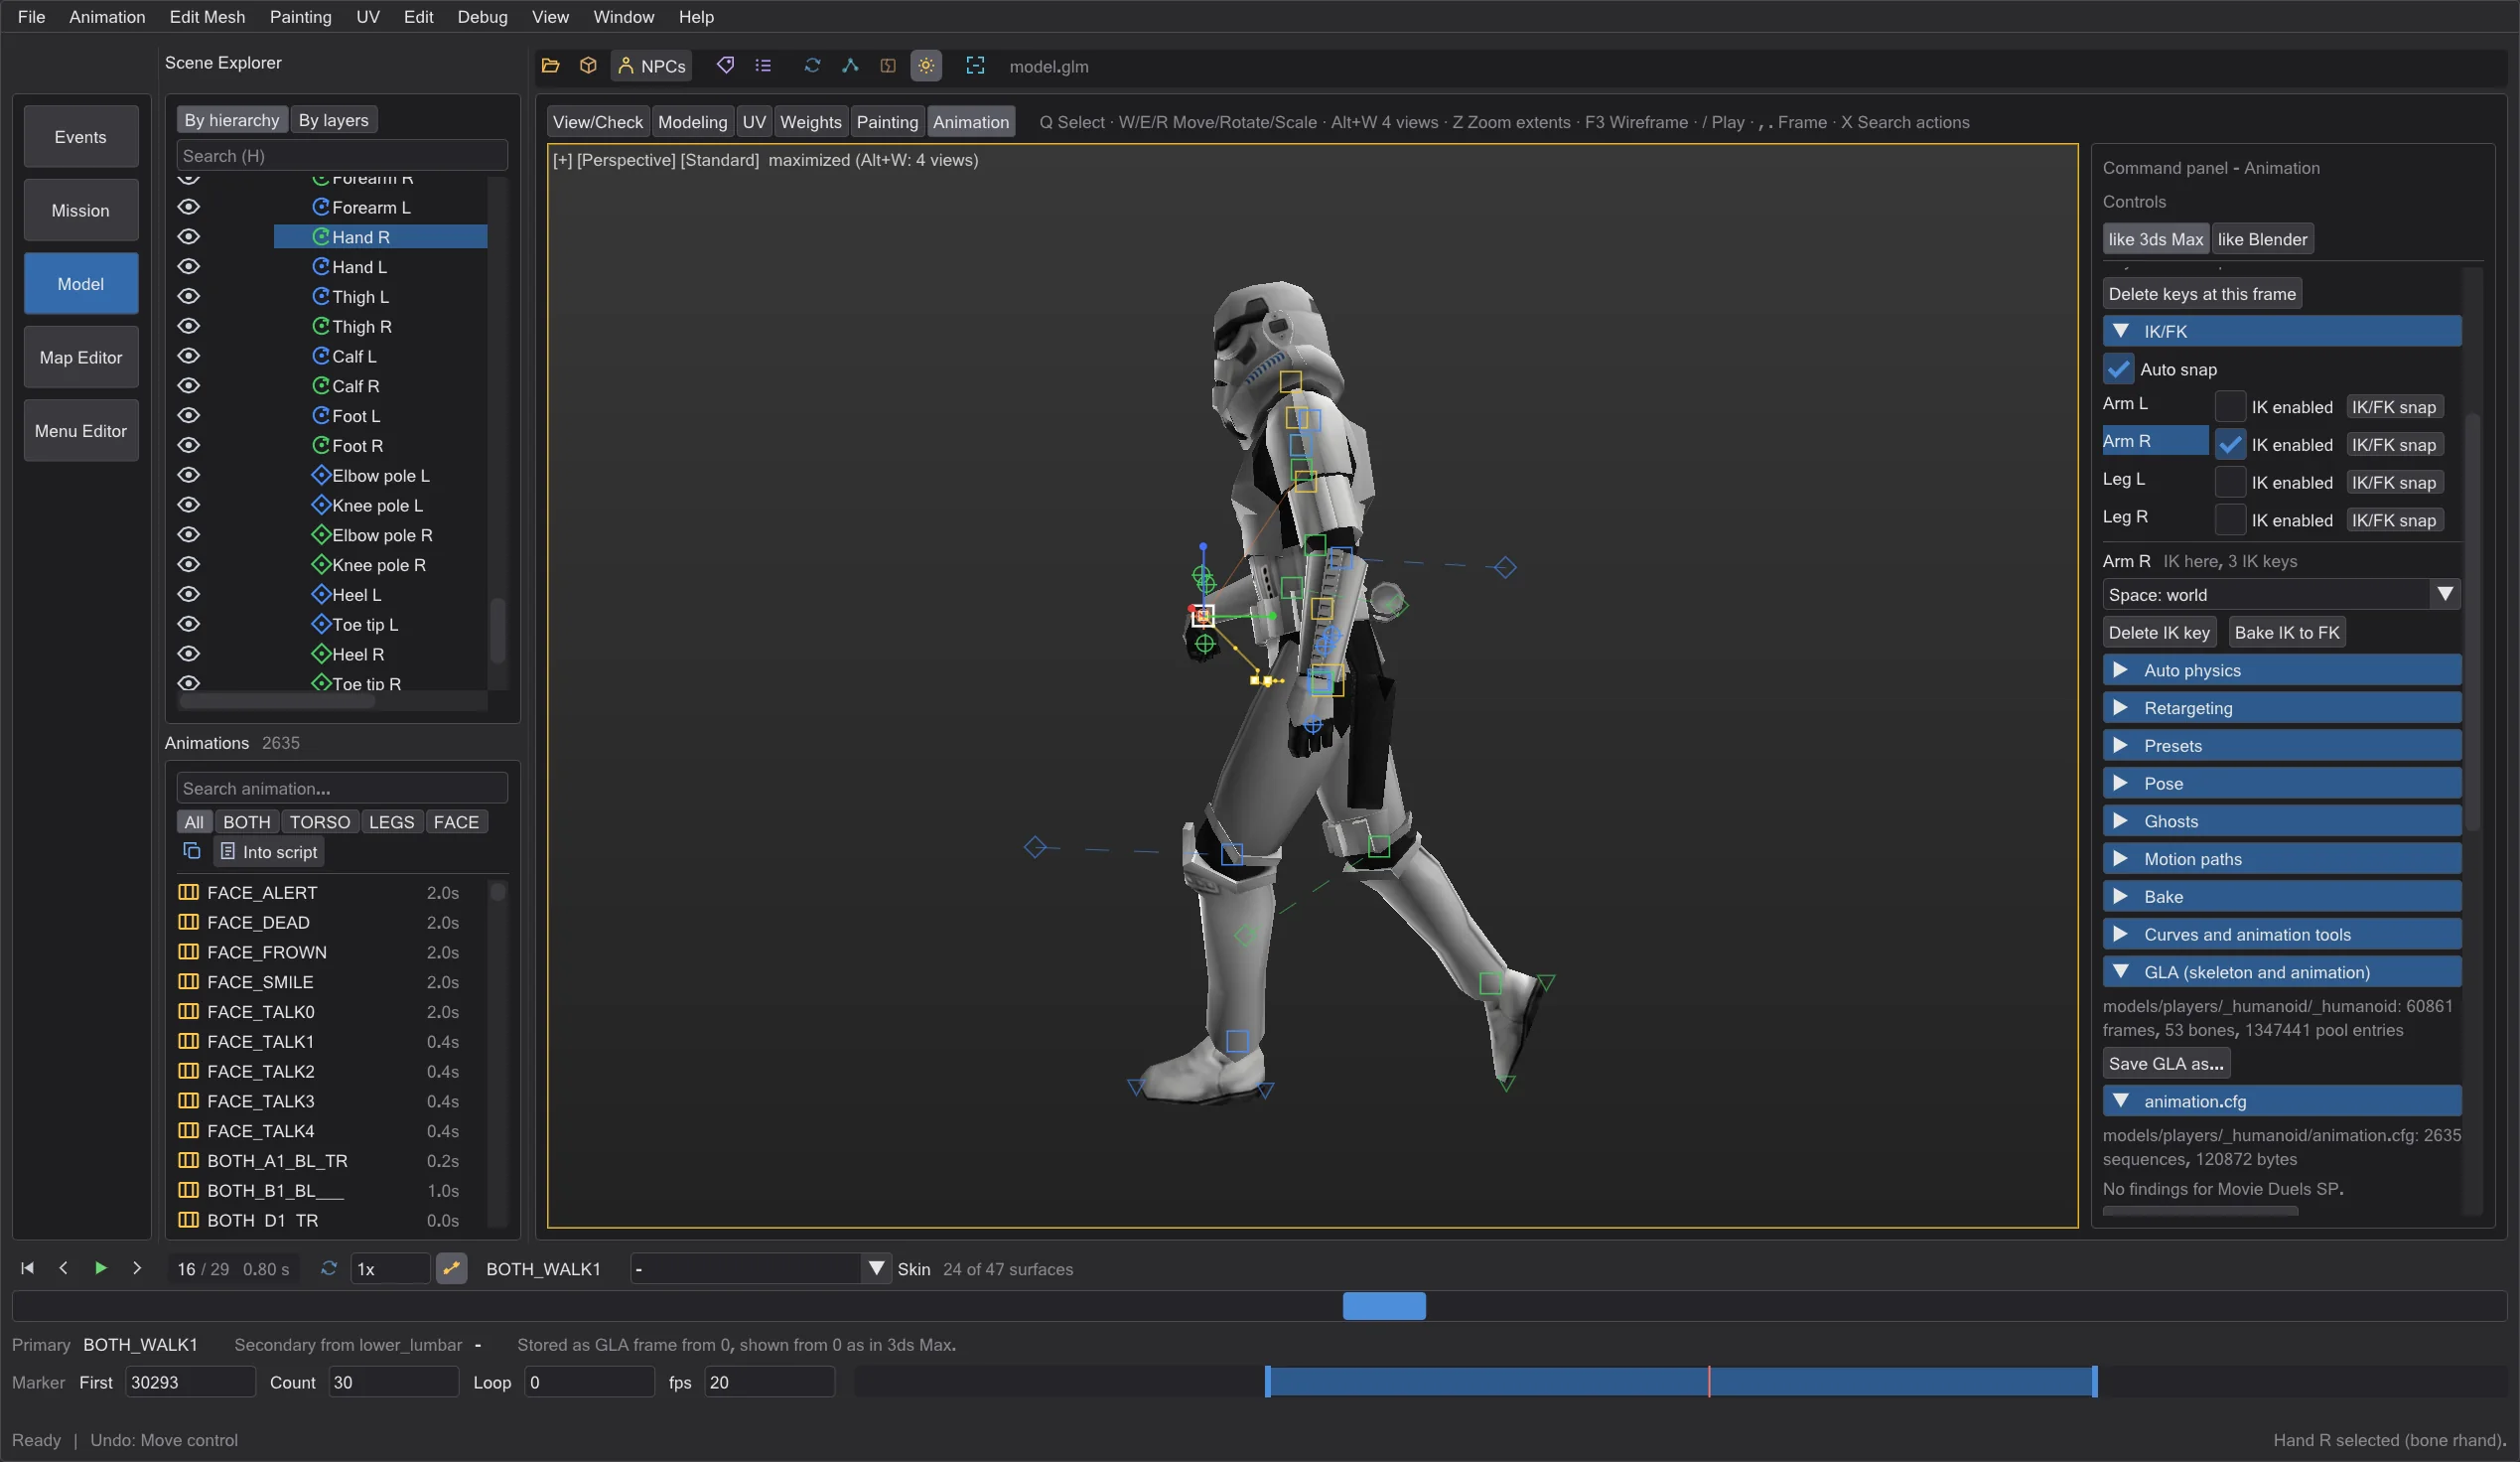 File Animation Edit Mesh Painting UV Edit Debug View Window Help
Scene Explorer
NPCs model.glm
Events
Mission
Model
Map Editor
Menu Editor
By hierarchy By layers
Search (H)
Forearm R
Forearm L
Hand R
Hand L
Thigh L
Thigh R
Calf L
Calf R
Foot L
Foot R
Elbow pole L
Knee pole L
Elbow pole R
Knee pole R
Heel L
Toe tip L
Heel R
Toe tip R
Animations 2635
Search animation...
All BOTH TORSO LEGS FACE
Into script
FACE_ALERT 2.0s
FACE_DEAD 2.0s
FACE_FROWN 2.0s
FACE_SMILE 2.0s
FACE_TALK0 2.0s
FACE_TALK1 0.4s
FACE_TALK2 0.4s
FACE_TALK3 0.4s
FACE_TALK4 0.4s
BOTH_A1_BL_TR 0.2s
BOTH_B1_BL___ 1.0s
BOTH_D1_TR 0.0s
View/Check Modeling UV Weights Painting Animation Q Select · W/E/R Move/Rotate/Scale · Alt+W 4 views · Z Zoom extents · F3 Wireframe · / Play · , . Frame · X Search actions
[+] [Perspective] [Standard] maximized (Alt+W: 4 views)
Command panel - Animation
Controls
like 3ds Max like Blender
Delete keys at this frame
IK/FK
Auto snap
Arm L IK enabled IK/FK snap
Arm R IK enabled IK/FK snap
Leg L IK enabled IK/FK snap
Leg R IK enabled IK/FK snap
Arm R IK here, 3 IK keys
Space: world
Delete IK key Bake IK to FK
Auto physics
Retargeting
Presets
Pose
Ghosts
Motion paths
Bake
Curves and animation tools
GLA (skeleton and animation)
models/players/_humanoid/_humanoid: 60861
frames, 53 bones, 1347441 pool entries
Save GLA as...
animation.cfg
models/players/_humanoid/animation.cfg: 2635
sequences, 120872 bytes
No findings for Movie Duels SP.
16 / 29 0.80 s 1x BOTH_WALK1 - Skin 24 of 47 surfaces
Primary BOTH_WALK1 Secondary from lower_lumbar - Stored as GLA frame from 0, shown from 0 as in 3ds Max.
Marker First 30293 Count 30 Loop 0 fps 20
Ready | Undo: Move control
Hand R selected (bone rhand).